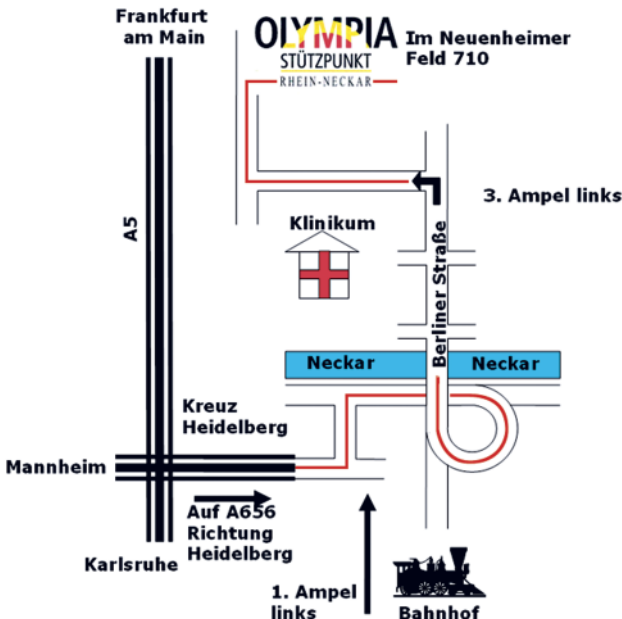 Frankfurt
am Main
OLYMPIA
STÜTZPUNKT
RHEIN-NECKAR
Im Neuenheimer
Feld 710
A5
3. Ampel links
Klinikum
Berliner Straße
Neckar
Neckar
Kreuz
Heidelberg
Mannheim
Auf A656
Richtung
Heidelberg
Karlsruhe
1. Ampel
links
Bahnhof